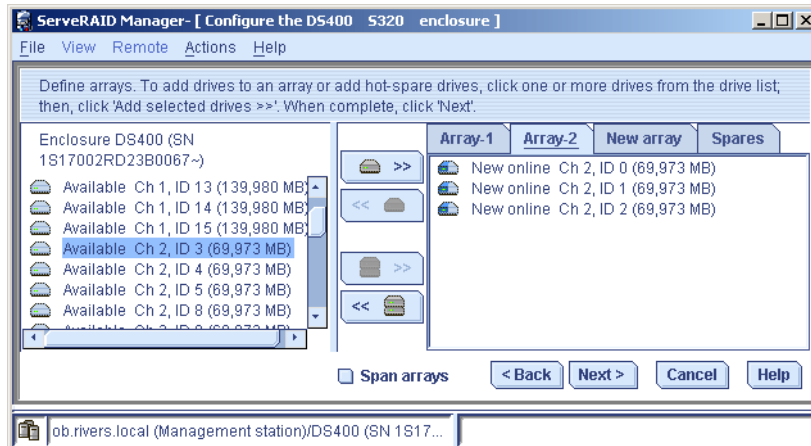 ServeRAID Manager- [ Configure the DS400 5320 enclosure ]
File View Remote Actions Help
Define arrays. To add drives to an array or add hot-spare drives, click one or more drives from the drive list;
then, click 'Add selected drives >>'. When complete, click 'Next'.
Enclosure DS400 (SN
1S17002RD23B0067~)
Available Ch 1, ID 13 (139,980 MB)
Available Ch 1, ID 14 (139,980 MB)
Available Ch 1, ID 15 (139,980 MB)
Available Ch 2, ID 3 (69,973 MB)
Available Ch 2, ID 4 (69,973 MB)
Available Ch 2, ID 5 (69,973 MB)
Available Ch 2, ID 8 (69,973 MB)
>>
<<
>>
<<
Array-1 Array-2 New array Spares
New online Ch 2, ID 0 (69,973 MB)
New online Ch 2, ID 1 (69,973 MB)
New online Ch 2, ID 2 (69,973 MB)
Span arrays
< Back Next > Cancel Help
ob.rivers.local (Management station)/DS400 (SN 1S17...